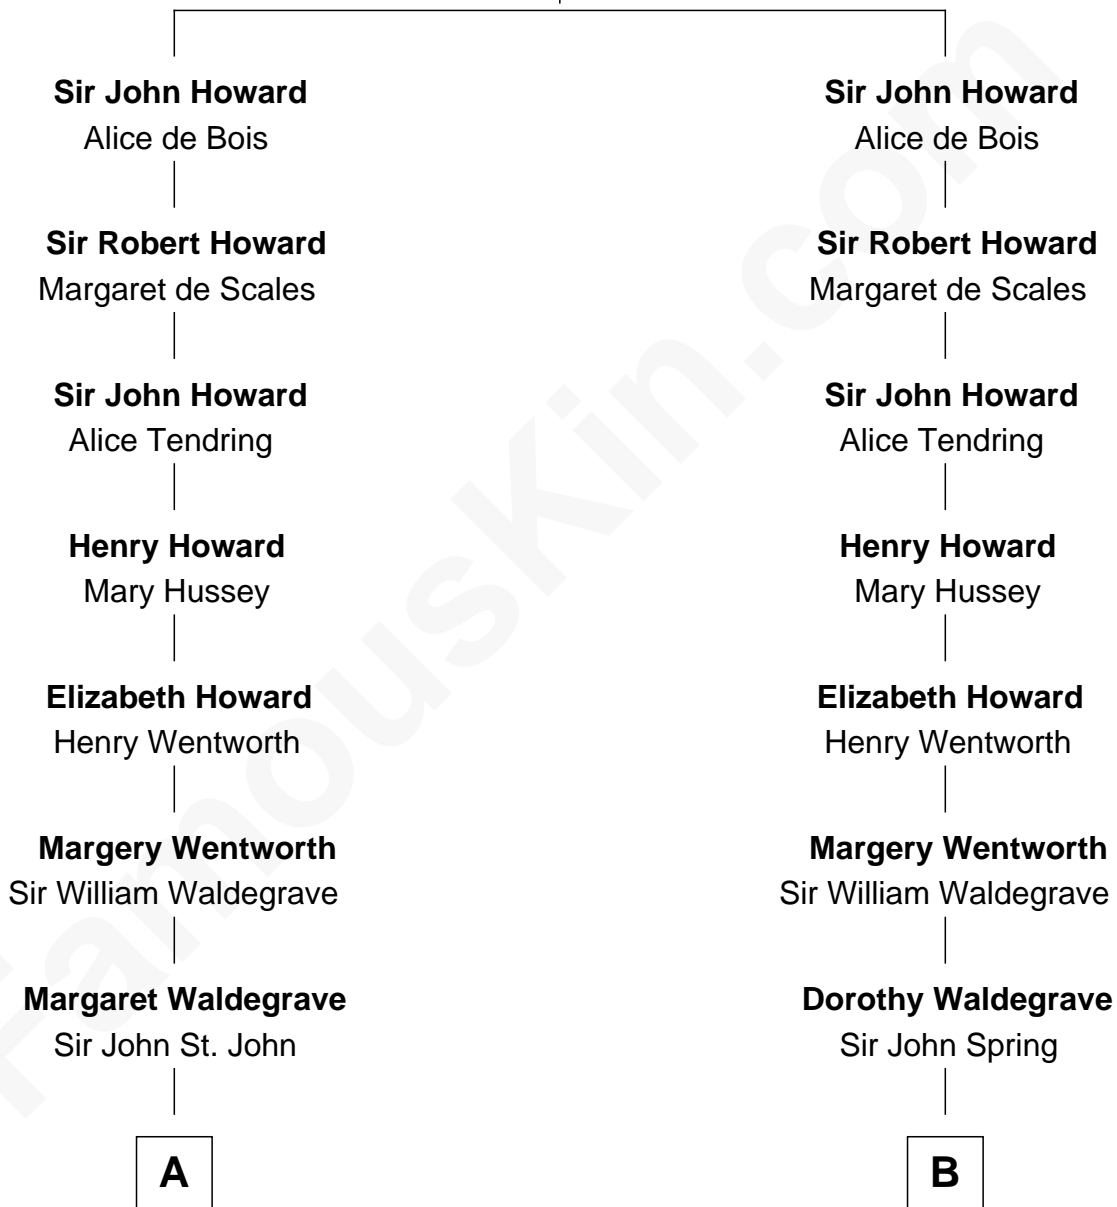 Sir John Howard
Alice de Bois
Sir Robert Howard
Margaret de Scales
Sir John Howard
Alice Tendring
Henry Howard
Mary Hussey
Elizabeth Howard
Henry Wentworth
Margery Wentworth
Sir William Waldegrave
Margaret Waldegrave
Sir John St. John
A
Sir John Howard
Alice de Bois
Sir Robert Howard
Margaret de Scales
Sir John Howard
Alice Tendring
Henry Howard
Mary Hussey
Elizabeth Howard
Henry Wentworth
Margery Wentworth
Sir William Waldegrave
Dorothy Waldegrave
Sir John Spring
B
FamousKin.com